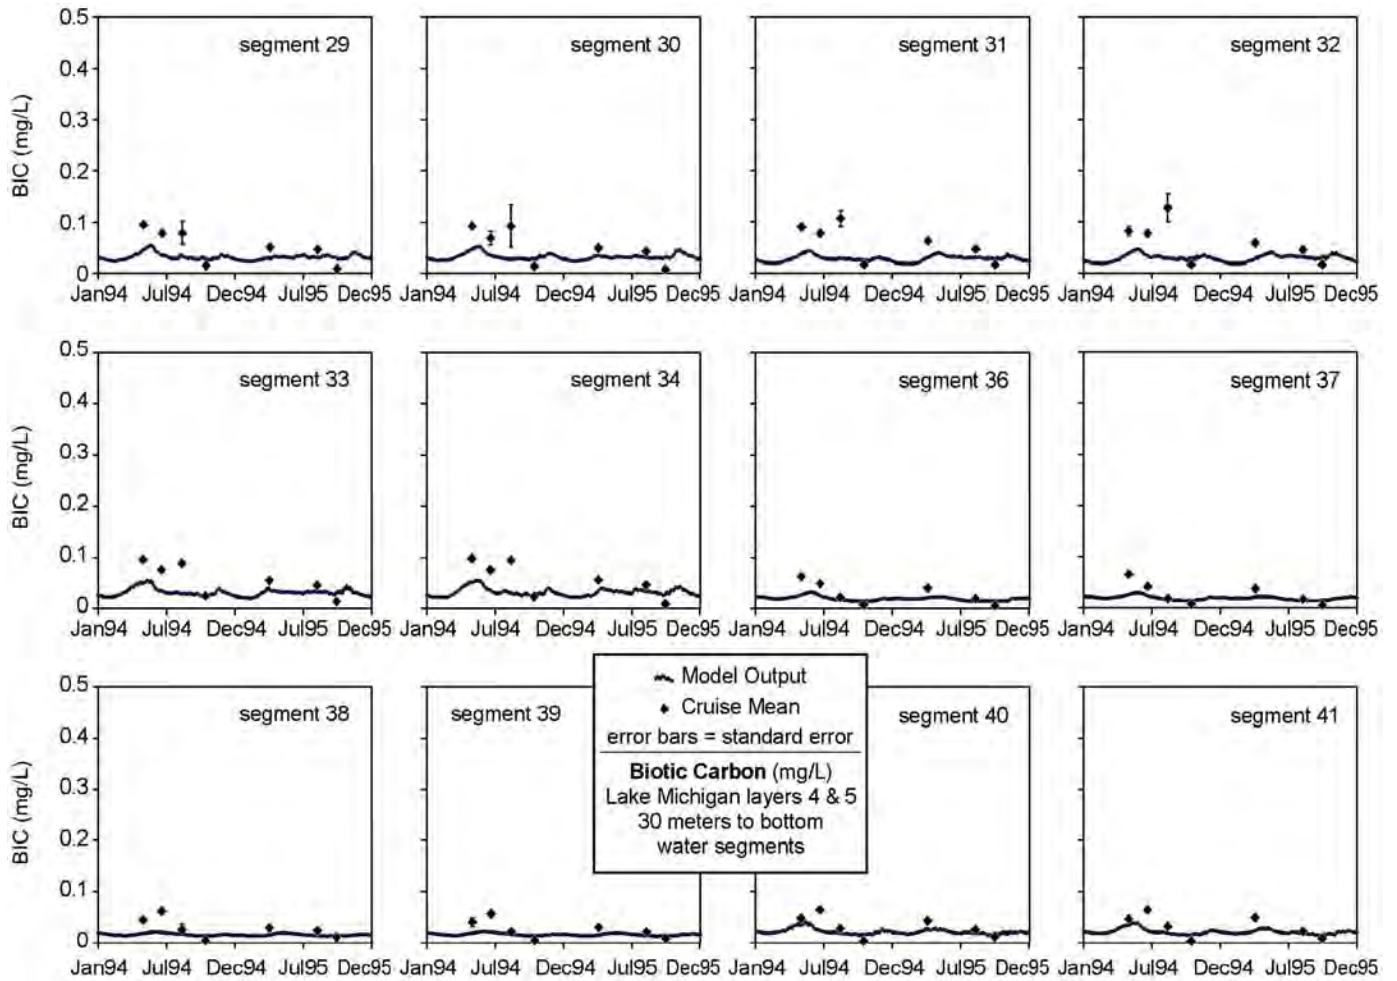 0.5
0.4
0.3
0.2
0.1
0
BIC (mg/L)
segment 29
segment 30
segment 31
segment 32
Jan94 Jul94 Dec94 Jul95 Dec95
Jan94 Jul94 Dec94 Jul95 Dec95
Jan94 Jul94 Dec94 Jul95 Dec95
Jan94 Jul94 Dec94 Jul95 Dec95
0.5
0.4
0.3
0.2
0.1
0
BIC (mg/L)
segment 33
segment 34
segment 36
segment 37
Jan94 Jul94 Dec94 Jul95 Dec95
Jan94 Jul94 Dec94 Jul95 Dec95
Jan94 Jul94 Dec94 Jul95 Dec95
Jan94 Jul94 Dec94 Jul95 Dec95
0.5
0.4
0.3
0.2
0.1
0
BIC (mg/L)
segment 38
segment 39
segment 40
segment 41
Model Output
Cruise Mean
error bars = standard error
Biotic Carbon (mg/L)
Lake Michigan layers 4 & 5
30 meters to bottom
water segments
Jan94 Jul94 Dec94 Jul95 Dec95
Jan94 Jul94 Dec94 Jul95 Dec95
Jan94 Jul94 Dec94 Jul95 Dec95
Jan94 Jul94 Dec94 Jul95 Dec95